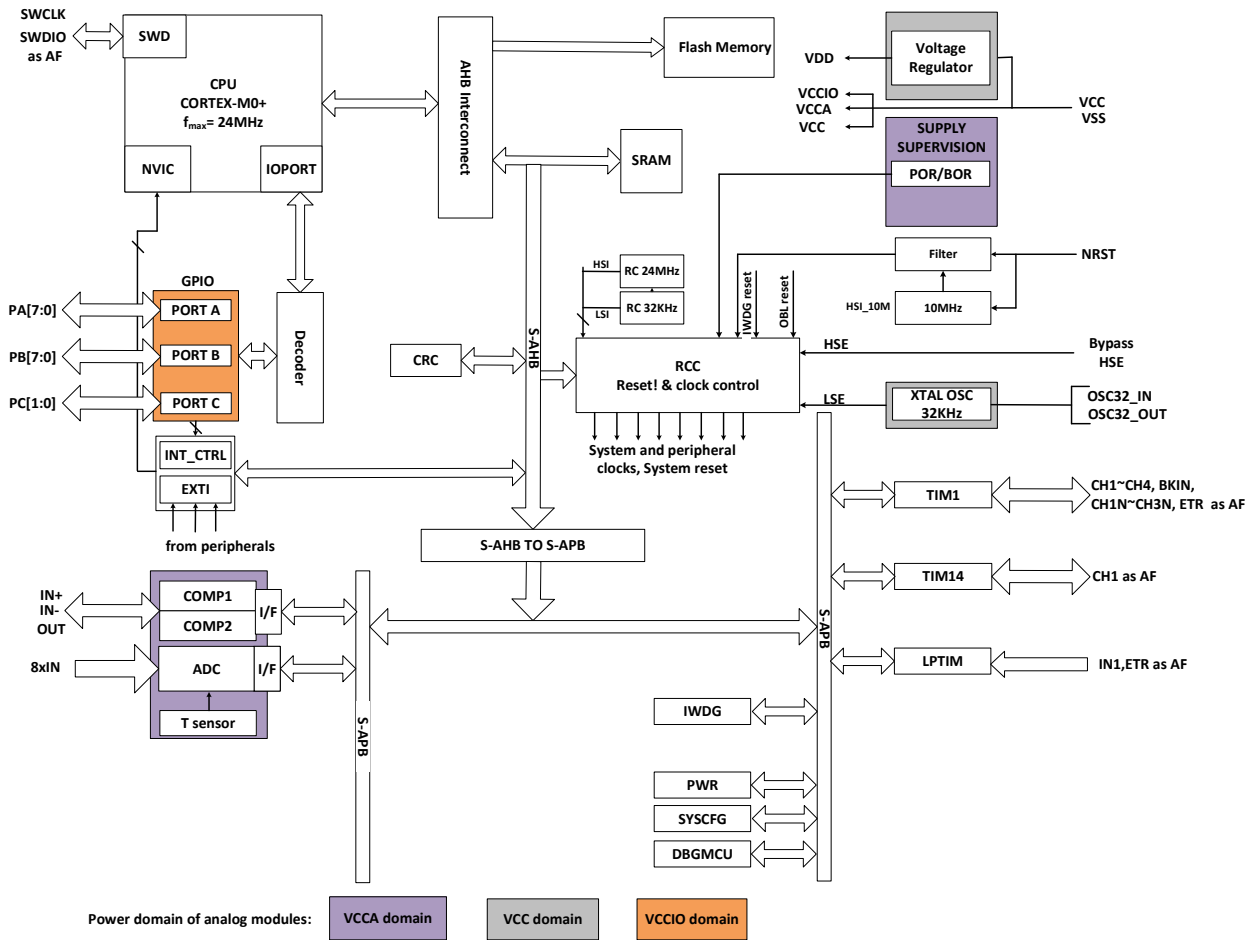 SWCLK
SWDIO
as AF
SWD
CPU
CORTEX-M0+
fmax= 24MHz
NVIC
IOPORT
AHB Interconnect
Flash Memory
SRAM
Voltage
Regulator
VDD
VCCIO
VCCA
VCC
VCC
VSS
SUPPLY
SUPERVISION
POR/BOR
Filter
NRST
HSI_10M
10MHz
HSI
RC 24MHz
LSI
RC 32KHz
IWDG reset
OBL reset
GPIO
PA[7:0]
PORT A
PB[7:0]
PORT B
PC[1:0]
PORT C
Decoder
S-AHB
CRC
RCC
Reset! & clock control
HSE
Bypass
HSE
LSE
XTAL OSC
32KHz
OSC32_IN
OSC32_OUT
System and peripheral
clocks, System reset
INT_CTRL
EXTI
from peripherals
S-AHB TO S-APB
TIM1
CH1~CH4, BKIN,
CH1N~CH3N, ETR as AF
TIM14
CH1 as AF
S-APB
LPTIM
IN1,ETR as AF
IN+
IN-
OUT
COMP1
COMP2
I/F
8xIN
ADC
I/F
T sensor
S-APB
IWDG
PWR
SYSCFG
DBGMCU
Power domain of analog modules:
VCCA domain
VCC domain
VCCIO domain